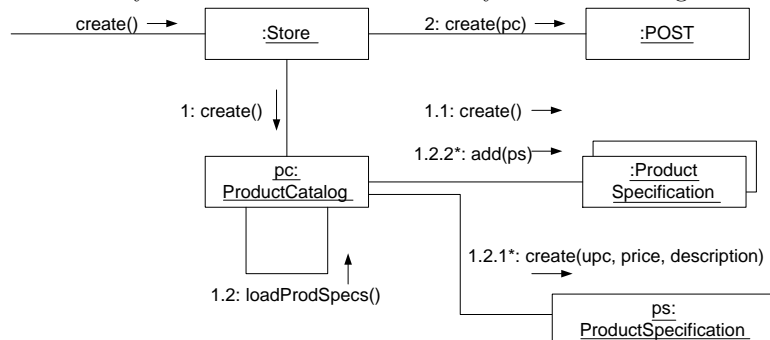 create()
2: create(pc)
:Store
:POST
1: create()
1.1: create()
1.2.2*: add(ps)
pc:
ProductCatalog
:Product
Specification
1.2.1*: create(upc, price, description)
1.2: loadProdSpecs()
ps:
ProductSpecification